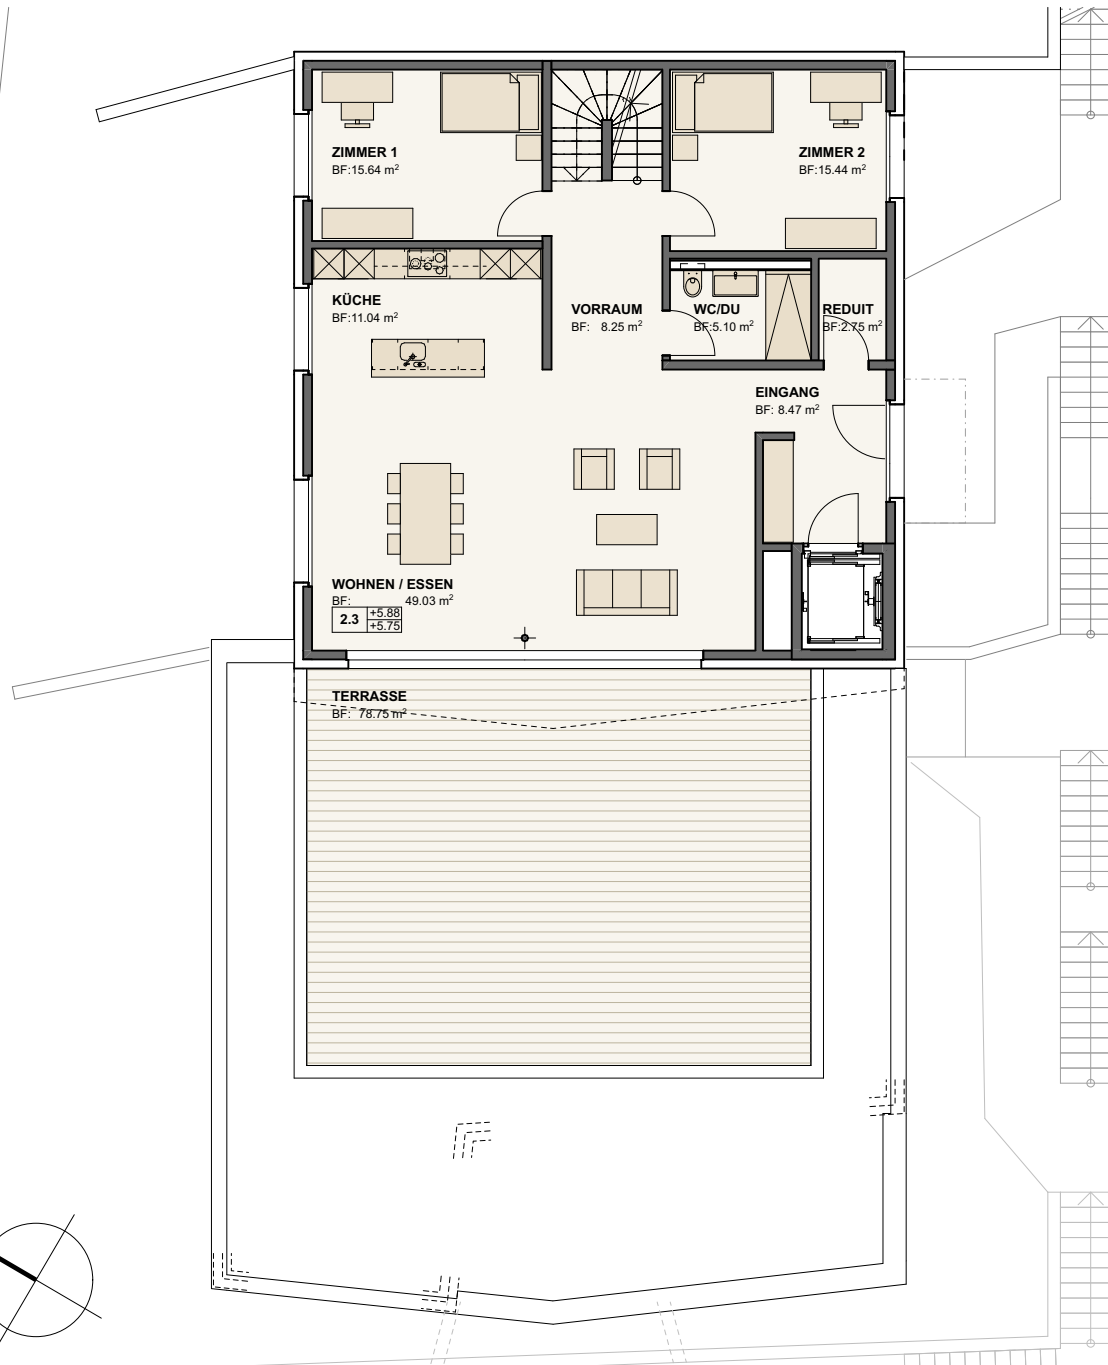 ZIMMER 1
BF:15.64 m²
ZIMMER 2
BF:15.44 m²
KÜCHE
BF:11.04 m²
VORRAUM
BF: 8.25 m²
WC/DU
BF:5.10 m²
REDUIT
BF:2.75 m²
EINGANG
BF: 8.47 m²
WOHNEN / ESSEN
BF: 49.03 m²
2.3
+5.88
+5.75
TERRASSE
BF: 78.75 m²